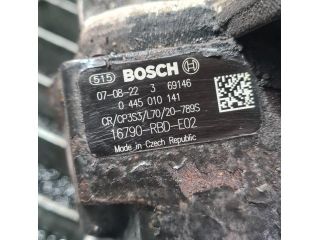 515 BOSCH
07-08-22 3 69146
0 445 010 141
CR/CP3S3/L70/20-789S
16790-RBD-E02
Made in Czech Republic